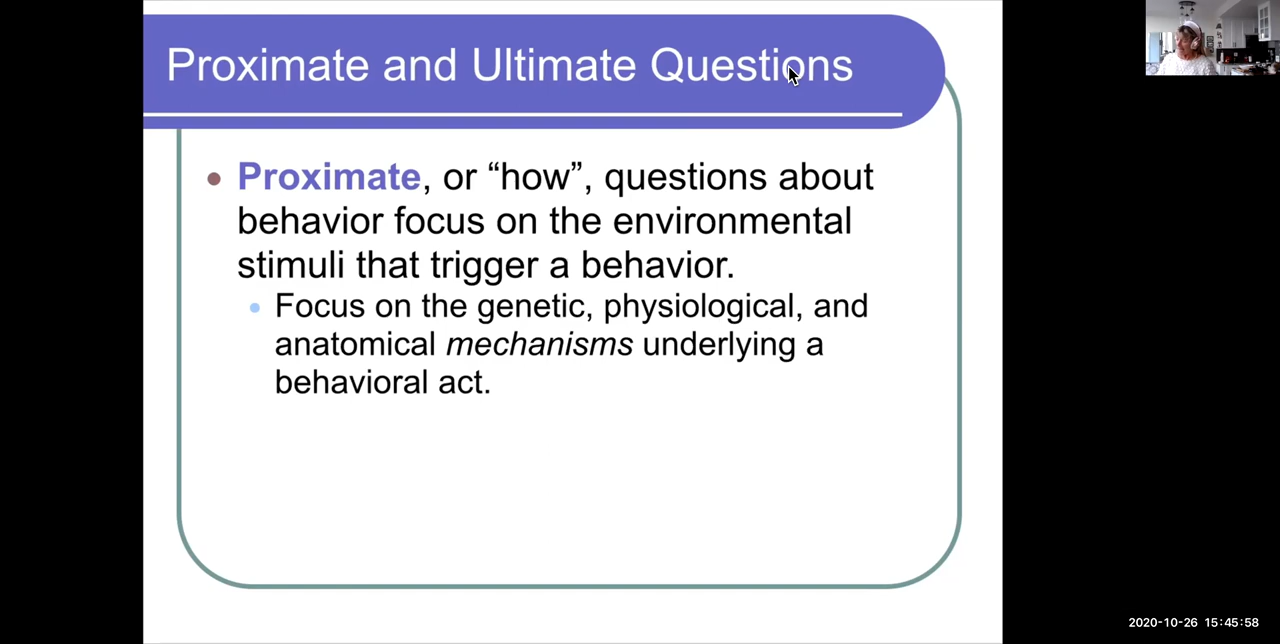 Proximate and Ultimate Questions
Proximate, or “how”, questions about
behavior focus on the environmental
stimuli that trigger a behavior.
Focus on the genetic, physiological, and
anatomical mechanisms underlying a
behavioral act.
2020-10-26 15:45:58